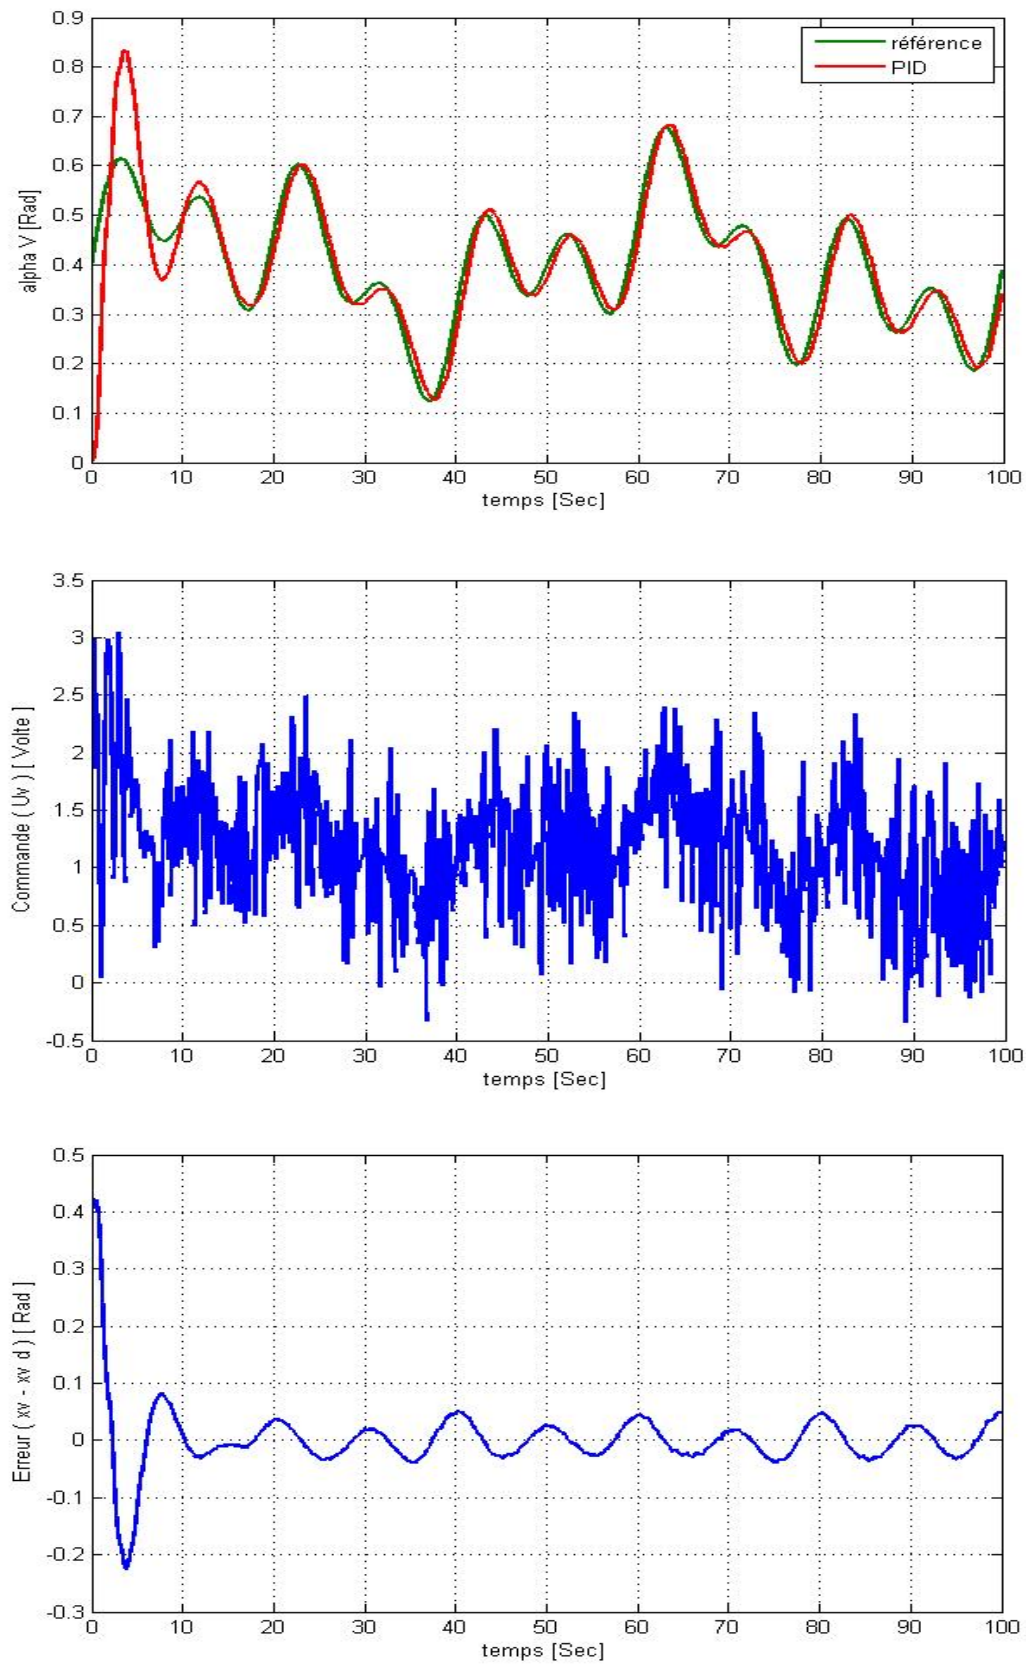 0.9
0.8
0.7
0.6
0.5
0.4
0.3
0.2
0.1
0
alpha V [Rad]
référence
PID
0 10 20 30 40 50 60 70 80 90 100
temps [Sec]
3.5
3
2.5
2
1.5
1
0.5
0
-0.5
Commande ( Uv ) [ Volte ]
0 10 20 30 40 50 60 70 80 90 100
temps [Sec]
0.5
0.4
0.3
0.2
0.1
0
-0.1
-0.2
-0.3
Erreur ( xv - xv d ) [ Rad ]
0 10 20 30 40 50 60 70 80 90 100
temps [Sec]